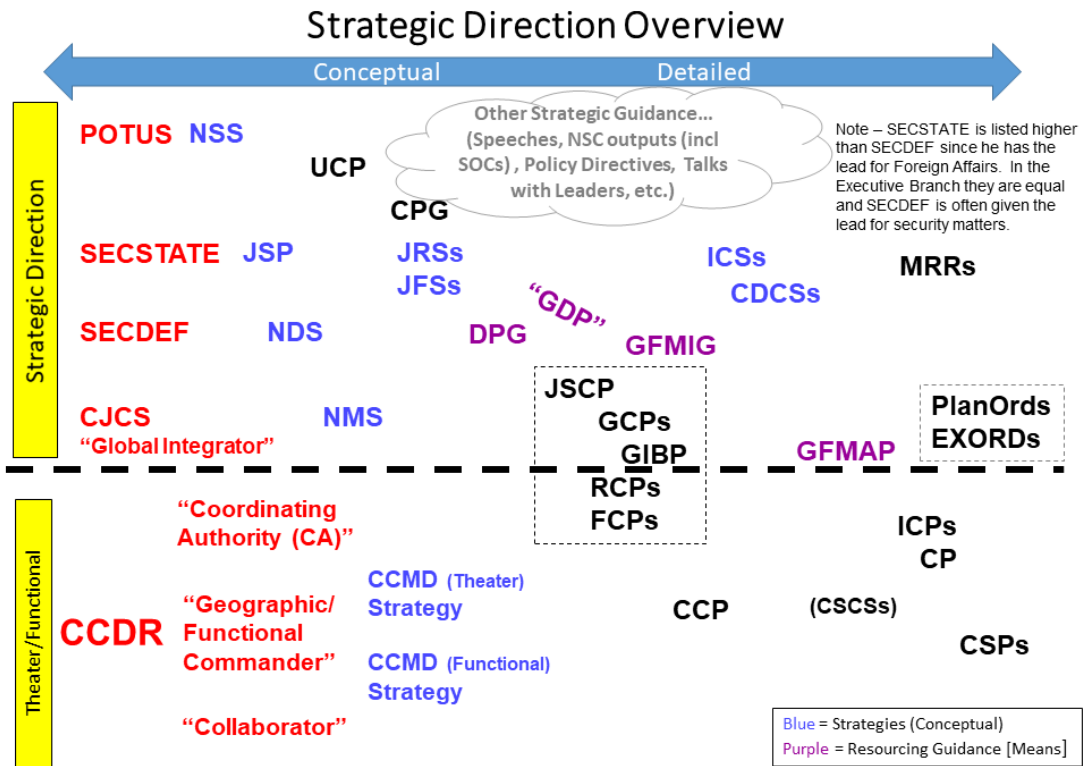 Strategic Direction Overview
Conceptual
Detailed
Strategic Direction
POTUS
NSS
UCP
CPG
Other Strategic Guidance...
(Speeches, NSC outputs (incl
SOCs) , Policy Directives, Talks
with Leaders, etc.)
Note – SECSTATE is listed higher
than SECDEF since he has the
lead for Foreign Affairs. In the
Executive Branch they are equal
and SECDEF is often given the
lead for security matters.
SECSTATE
JSP
JRSs
JFSs
ICSs
CDCSs
MRRs
SECDEF
NDS
DPG
“GDP”
GFMIG
CJCS
“Global Integrator”
NMS
JSCP
GCPs
GIBP
RCPs
FCPs
GFMAP
PlanOrds
EXORDs
Theater/Functional
CCDR
“Coordinating
Authority (CA)”
“Geographic/
Functional
Commander”
“Collaborator”
CCMD (Theater)
Strategy
CCMD (Functional)
Strategy
CCP
(CSCSs)
ICPs
CP
CSPs
Blue = Strategies (Conceptual)
Purple = Resourcing Guidance [Means]